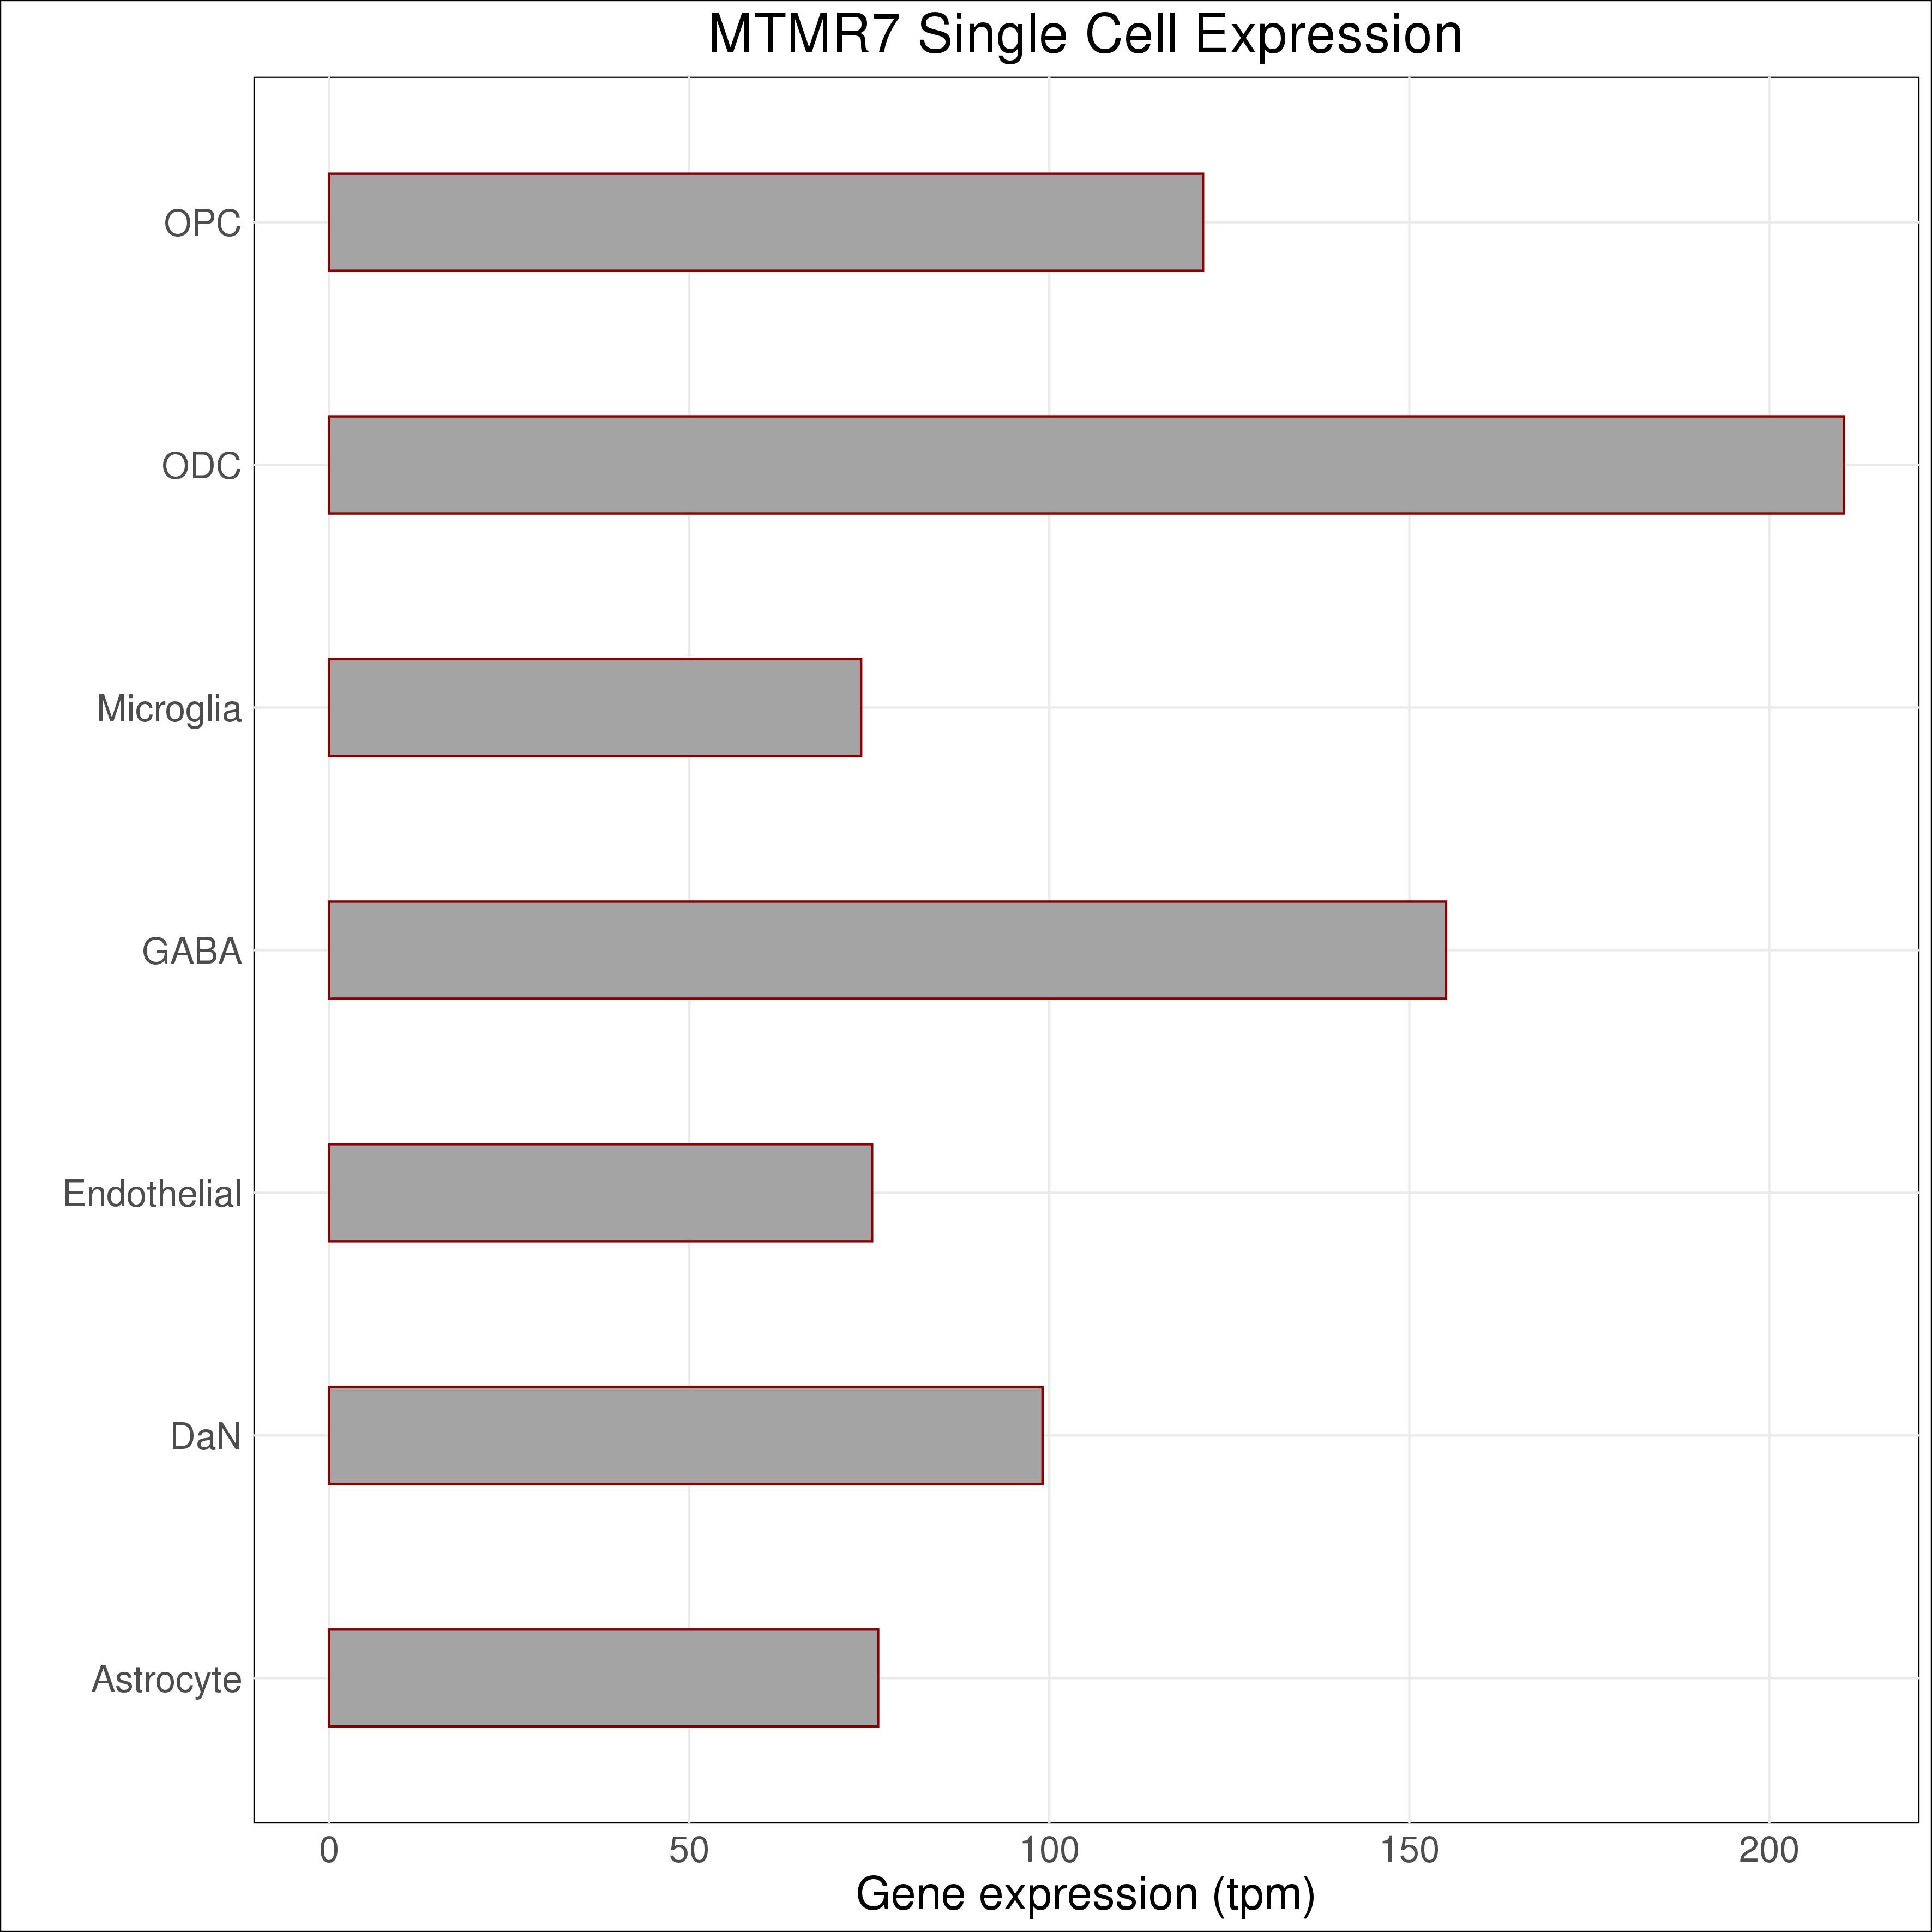 MTMR7 Single Cell Expression
OPC
ODC
Microglia
GABA
Endothelial
DaN
Astrocyte
0 50 100 150 200
Gene expression (tpm)